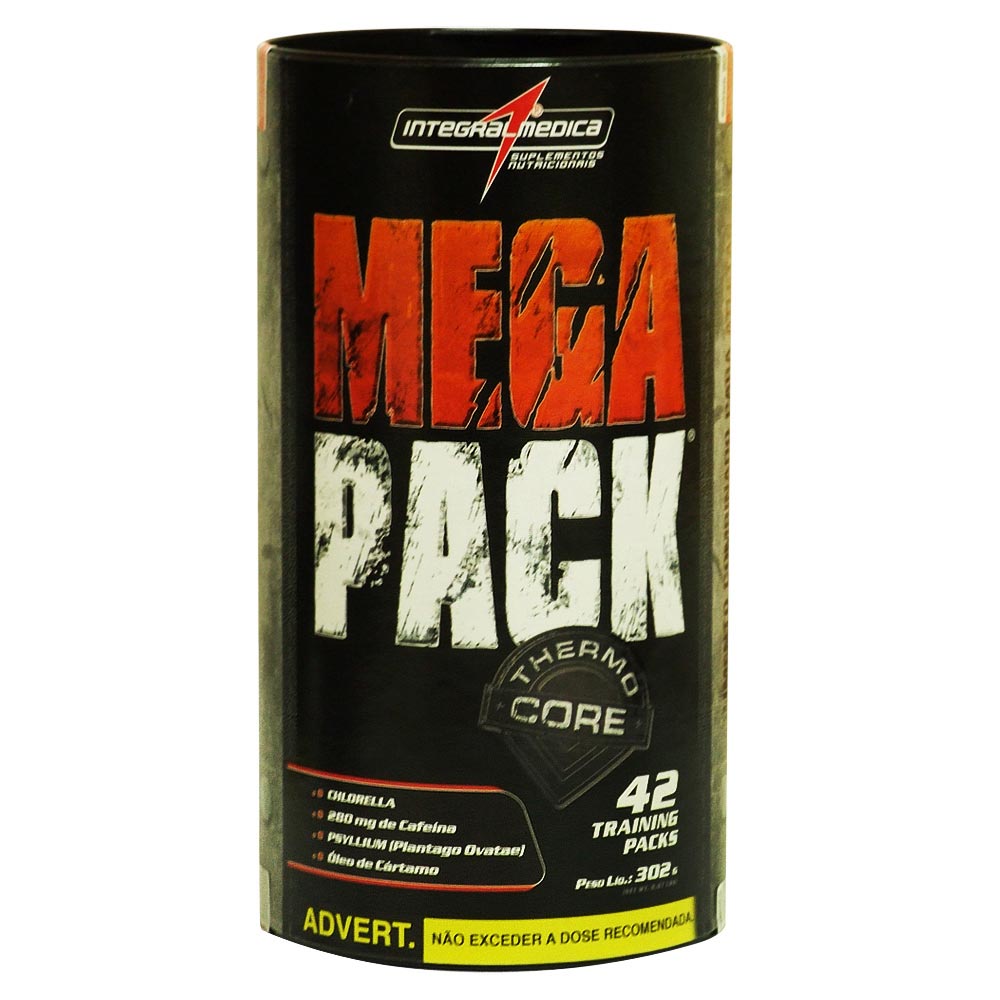 INTEGRALMEDICA®
SUPLEMENTOS
NUTRICIONAIS
MEGA
PACK®
THERMO
CORE
CHLORELLA
280 mg de Cafeína
PSYLLIUM (Plantago Ovatae)
Óleo de Cártamo
42
TRAINING
PACKS
PESO LIQ.: 302 G
ADVERT.
NÃO EXCEDER A DOSE RECOMENDADA.